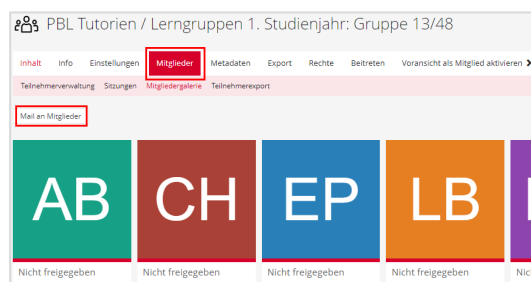 PBL Tutorien / Lerngruppen 1. Studienjahr: Gruppe 13/48
Inhalt Info Einstellungen Mitglieder Metadaten Export Rechte Beitreten Voransicht als Mitglied aktivieren
Teilnehmerverwaltung Sitzungen Mitgliedergalerie Teilnehmerexport
Mail an Mitglieder
AB CH EP LB
Nicht freigegeben Nicht freigegeben Nicht freigegeben Nicht freigegeben